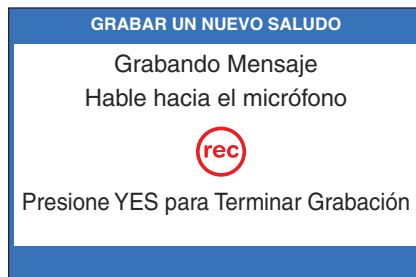 GRABAR UN NUEVO SALUDO
Grabando Mensaje
Hable hacia el micrófono
rec
Presione YES para Terminar Grabación